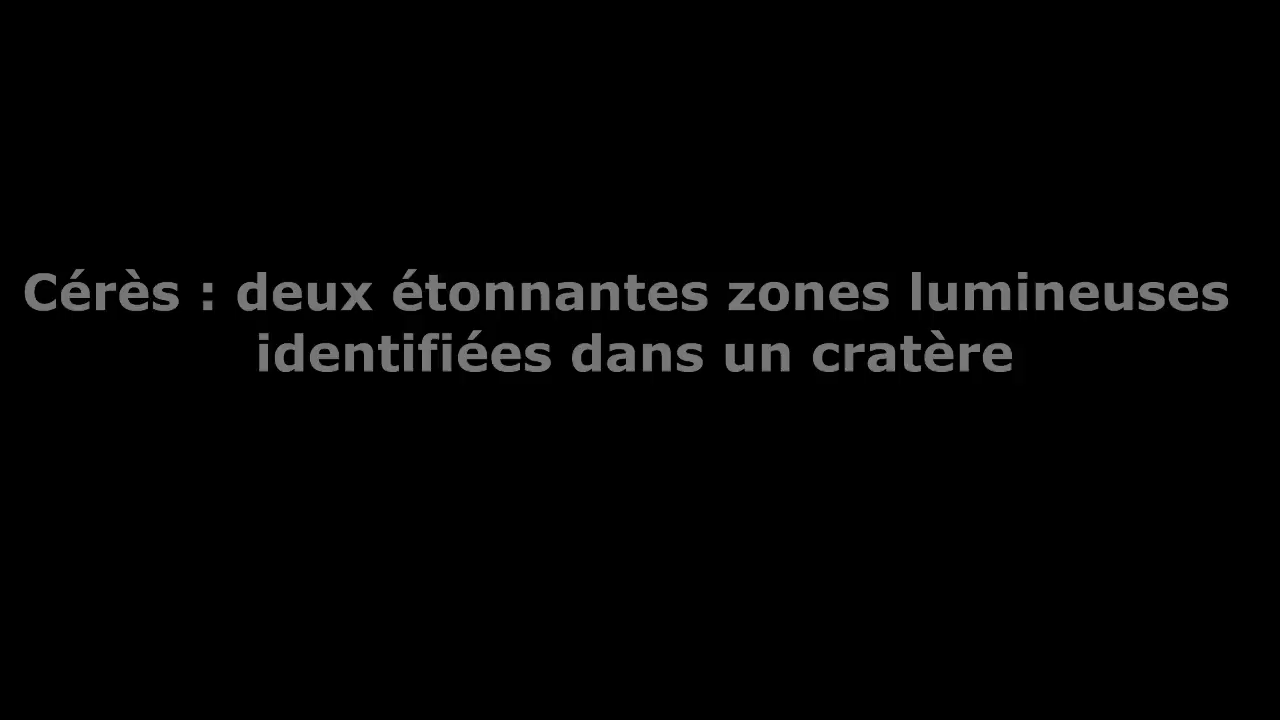 Cérès : deux étonnantes zones lumineuses
identifiées dans un cratère